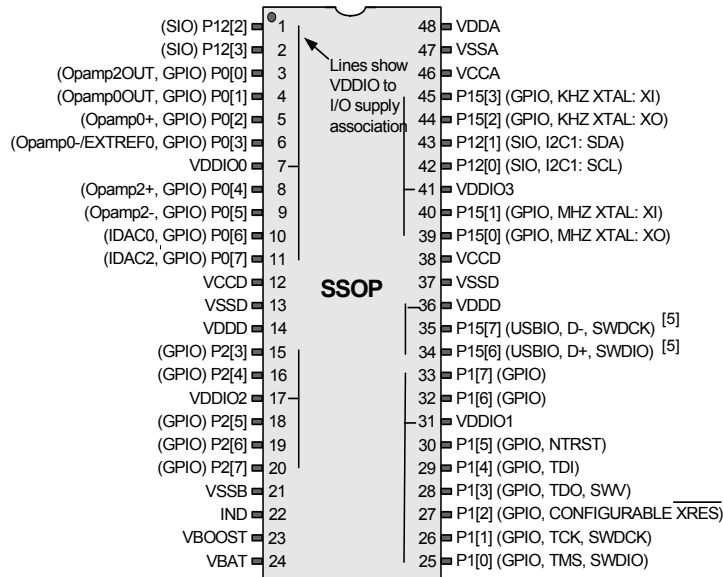 (SIO) P12[2] 1 48 VDDA
(SIO) P12[3] 2 47 VSSA
(Opamp2OUT, GPIO) P0[0] 3 Lines show 46 VCCA
(Opamp0OUT, GPIO) P0[1] 4 VDDIO to 45 P15[3] (GPIO, KHZ XTAL: XI)
(Opamp0+, GPIO) P0[2] 5 I/O supply 44 P15[2] (GPIO, KHZ XTAL: XO)
(Opamp0-/EXTREF0, GPIO) P0[3] 6 association 43 P12[1] (SIO, I2C1: SDA)
VDDIO0 7 42 P12[0] (SIO, I2C1: SCL)
(Opamp2+, GPIO) P0[4] 8 41 VDDIO3
(Opamp2-, GPIO) P0[5] 9 40 P15[1] (GPIO, MHZ XTAL: XI)
(IDAC0, GPIO) P0[6] 10 39 P15[0] (GPIO, MHZ XTAL: XO)
(IDAC2, GPIO) P0[7] 11 38 VCCD
VCCD 12 SSOP 37 VSSD
VSSD 13 36 VDDD
VDDD 14 35 P15[7] (USBIO, D-, SWDCK) [5]
(GPIO) P2[3] 15 34 P15[6] (USBIO, D+, SWDIO) [5]
(GPIO) P2[4] 16 33 P1[7] (GPIO)
VDDIO2 17 32 P1[6] (GPIO)
(GPIO) P2[5] 18 31 VDDIO1
(GPIO) P2[6] 19 30 P1[5] (GPIO, NTRST)
(GPIO) P2[7] 20 29 P1[4] (GPIO, TDI)
VSSB 21 28 P1[3] (GPIO, TDO, SWV)
IND 22 27 P1[2] (GPIO, CONFIGURABLE XRES)
VBOOST 23 26 P1[1] (GPIO, TCK, SWDCK)
VBAT 24 25 P1[0] (GPIO, TMS, SWDIO)